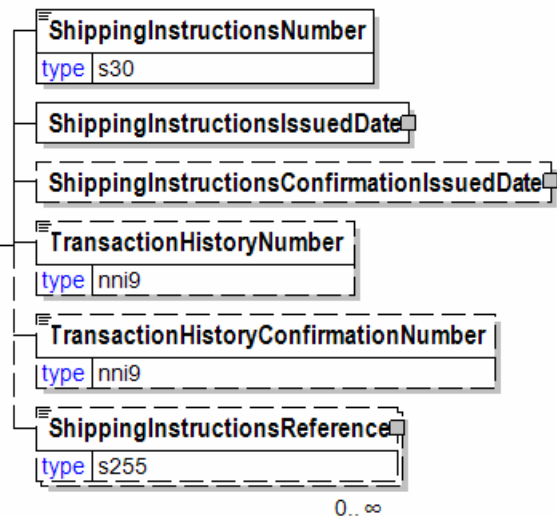 ShippingInstructionsNumber
type s30
ShippingInstructionsIssuedDate
ShippingInstructionsConfirmationIssuedDate
TransactionHistoryNumber
type nni9
TransactionHistoryConfirmationNumber
type nni9
ShippingInstructionsReference
type s255
0..∞